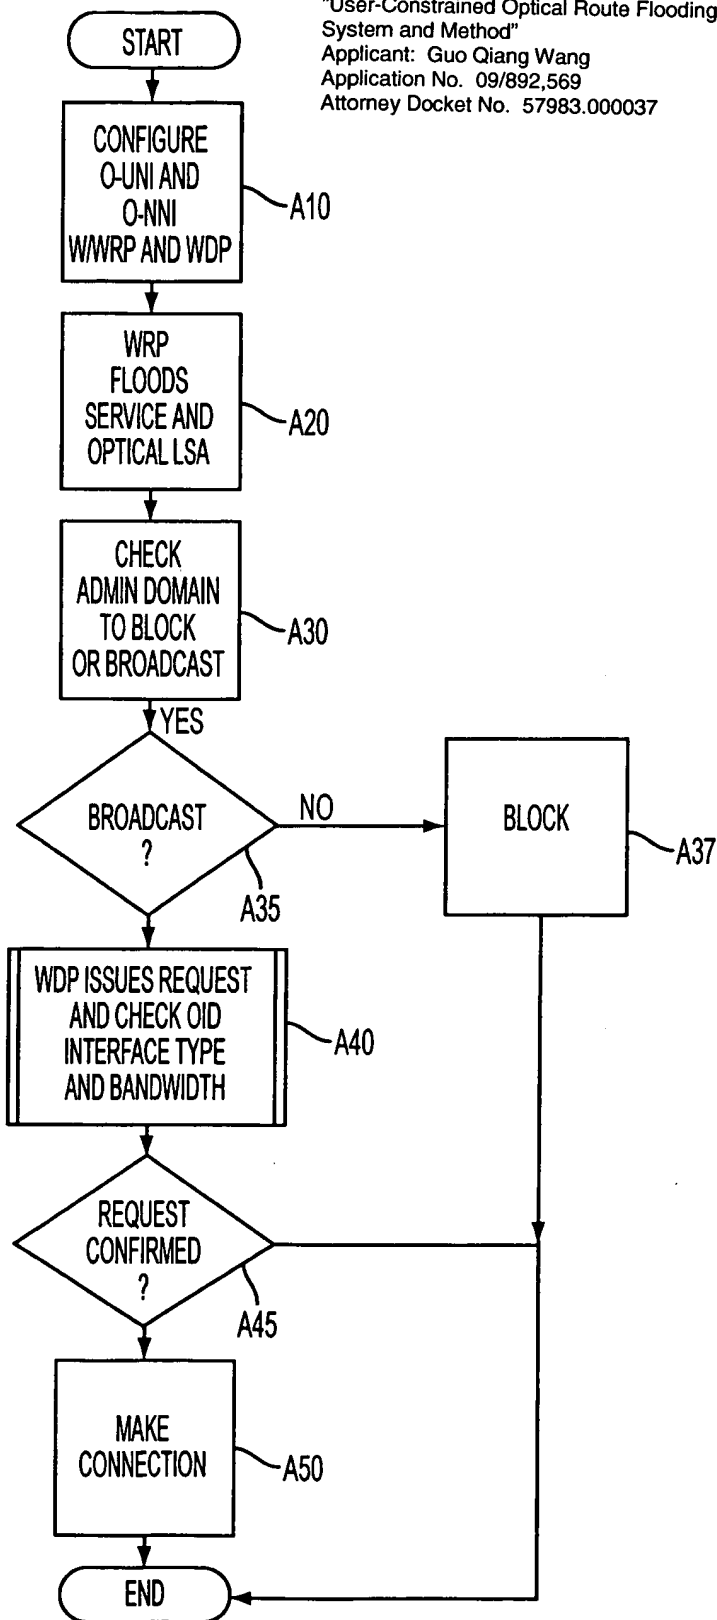 "User-Constrained Optical Route Flooding
System and Method"
Applicant: Guo Qiang Wang
Application No. 09/892,569
Attorney Docket No. 57983.000037
START
CONFIGURE
O-UNI AND
O-NNI
W/WRP AND WDP
A10
WRP
FLOODS
SERVICE AND
OPTICAL LSA
A20
CHECK
ADMIN DOMAIN
TO BLOCK
OR BROADCAST
A30
YES
BROADCAST
?
A35
NO
BLOCK
A37
WDP ISSUES REQUEST
AND CHECK OID
INTERFACE TYPE
AND BANDWIDTH
A40
REQUEST
CONFIRMED
?
A45
MAKE
CONNECTION
A50
END